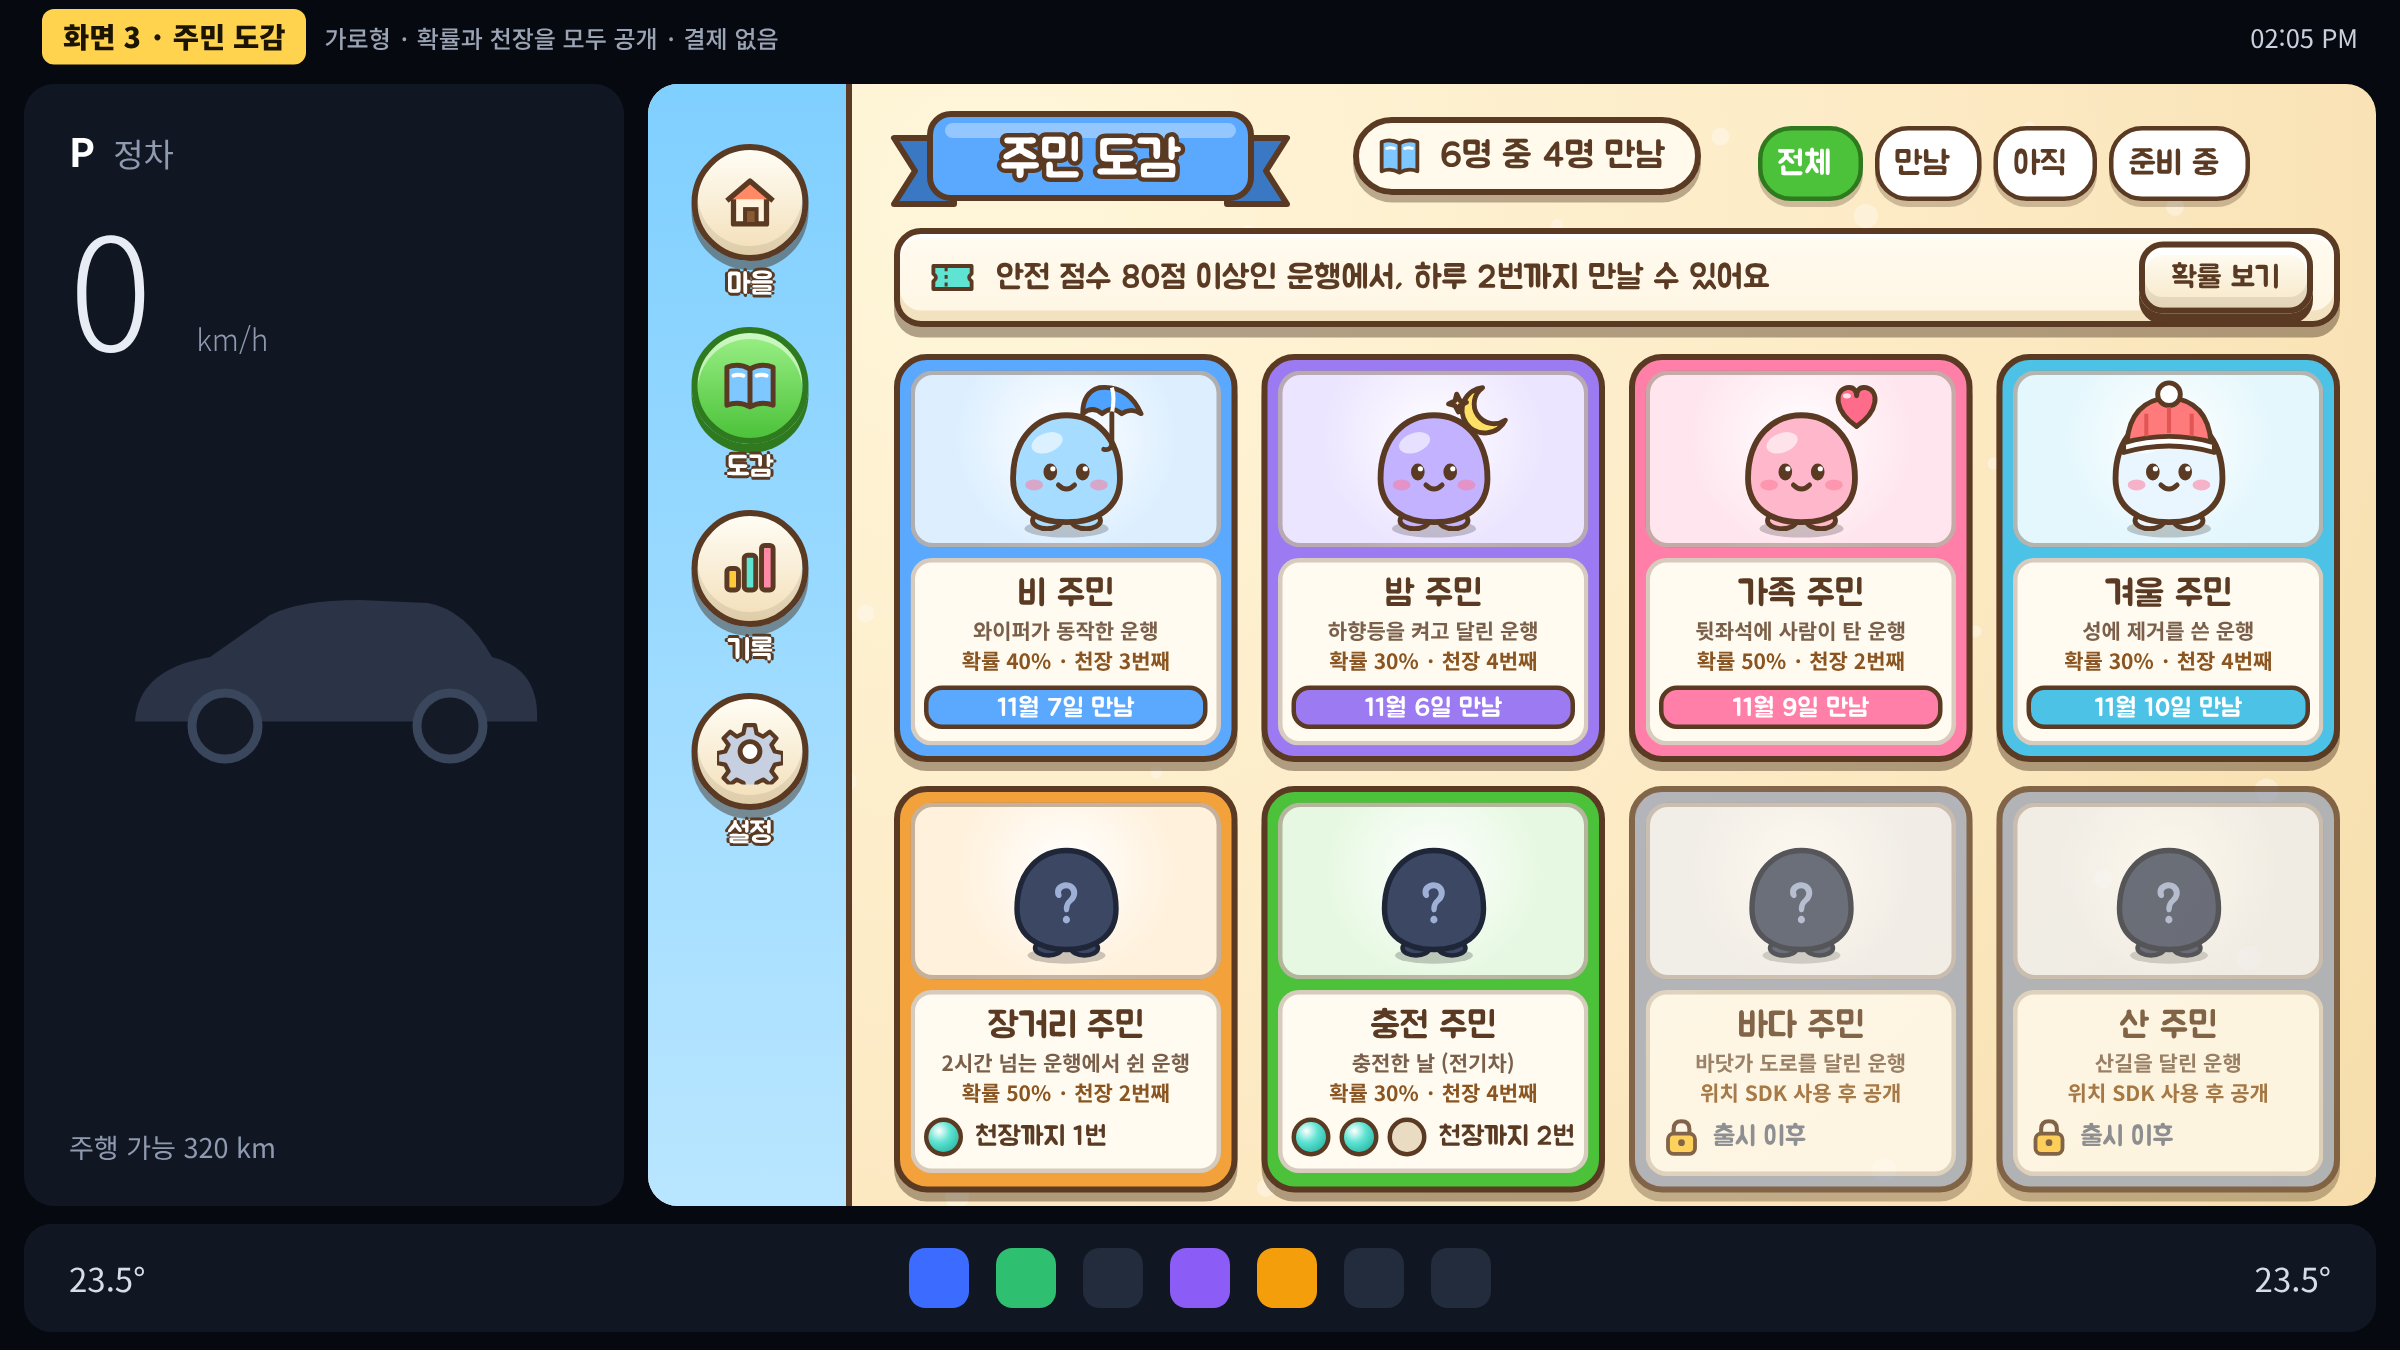 화면 3 · 주민 도감
가로형 · 확률과 천장을 모두 공개 · 결제 없음
02:05 PM
P 정차
0 km/h
주행 가능 320 km
마을
도감
기록
설정
주민 도감
6명 중 4명 만남
전체
만남
아직
준비 중
안전 점수 80점 이상인 운행에서, 하루 2번까지 만날 수 있어요
확률 보기
비 주민
와이퍼가 동작한 운행
확률 40% · 천장 3번째
11월 7일 만남
밤 주민
하향등을 켜고 달린 운행
확률 30% · 천장 4번째
11월 6일 만남
가족 주민
뒷좌석에 사람이 탄 운행
확률 50% · 천장 2번째
11월 9일 만남
겨울 주민
성에 제거를 쓴 운행
확률 30% · 천장 4번째
11월 10일 만남
?
장거리 주민
2시간 넘는 운행에서 쉰 운행
확률 50% · 천장 2번째
천장까지 1번
?
충전 주민
충전한 날 (전기차)
확률 30% · 천장 4번째
천장까지 2번
?
바다 주민
바닷가 도로를 달린 운행
위치 SDK 사용 후 공개
출시 이후
?
산 주민
산길을 달린 운행
위치 SDK 사용 후 공개
출시 이후
23.5°
23.5°